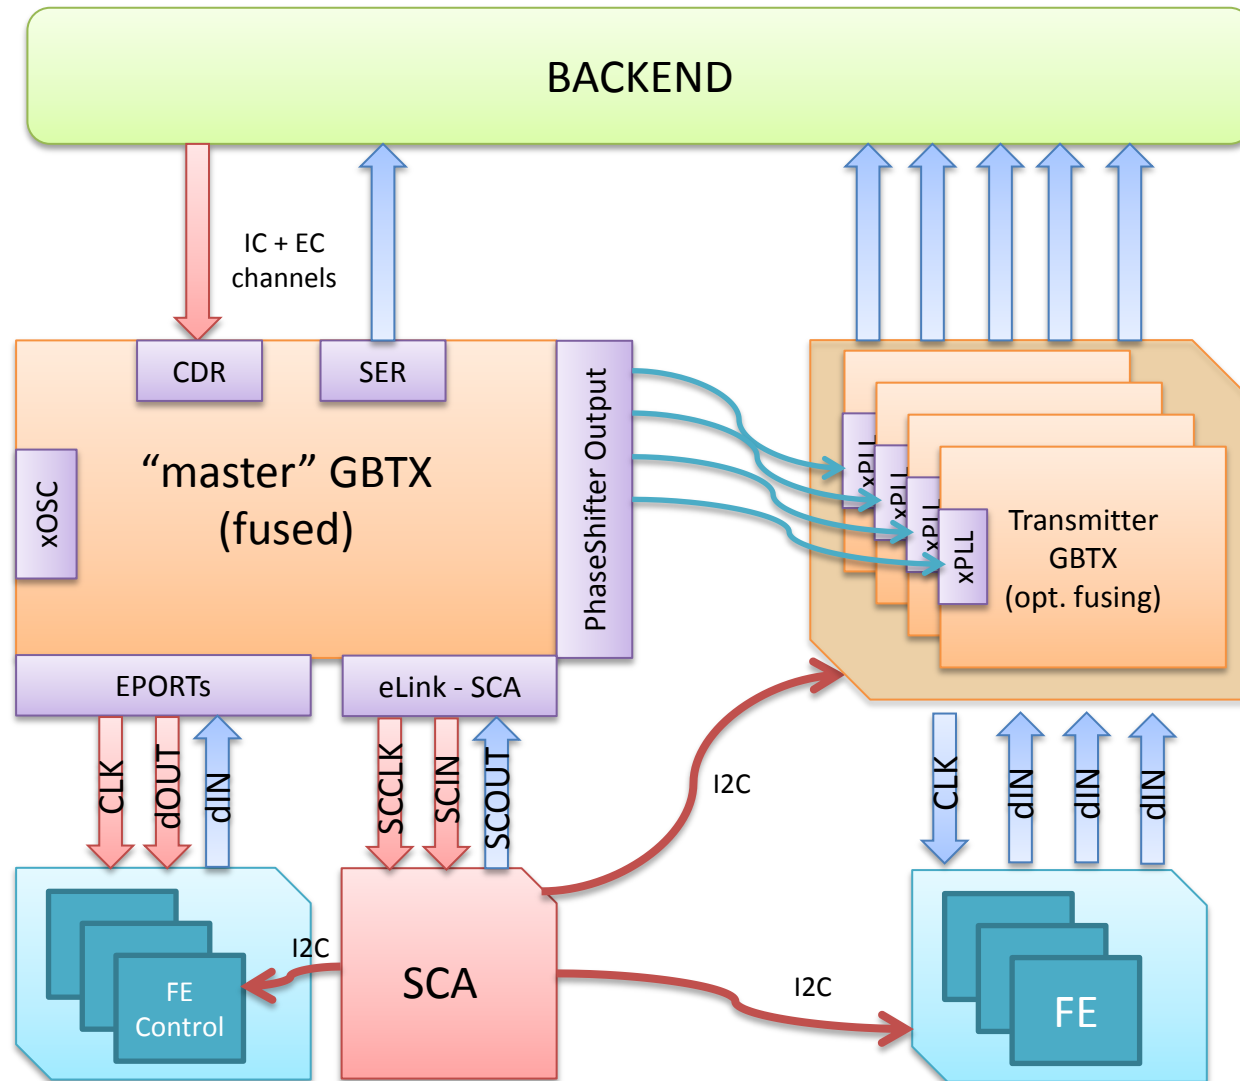 BACKEND
IC + EC
channels
CDR
SER
PhaseShifter Output
xOSC
“master” GBTX
(fused)
xPLL
xPLL
xPLL
xPLL
Transmitter
GBTX
(opt. fusing)
EPORTs
eLink - SCA
CLK
dOUT
dIN
SCCLK
SCIN
SCOUT
I2C
CLK
dIN
dIN
dIN
I2C
FE
Control
SCA
I2C
FE